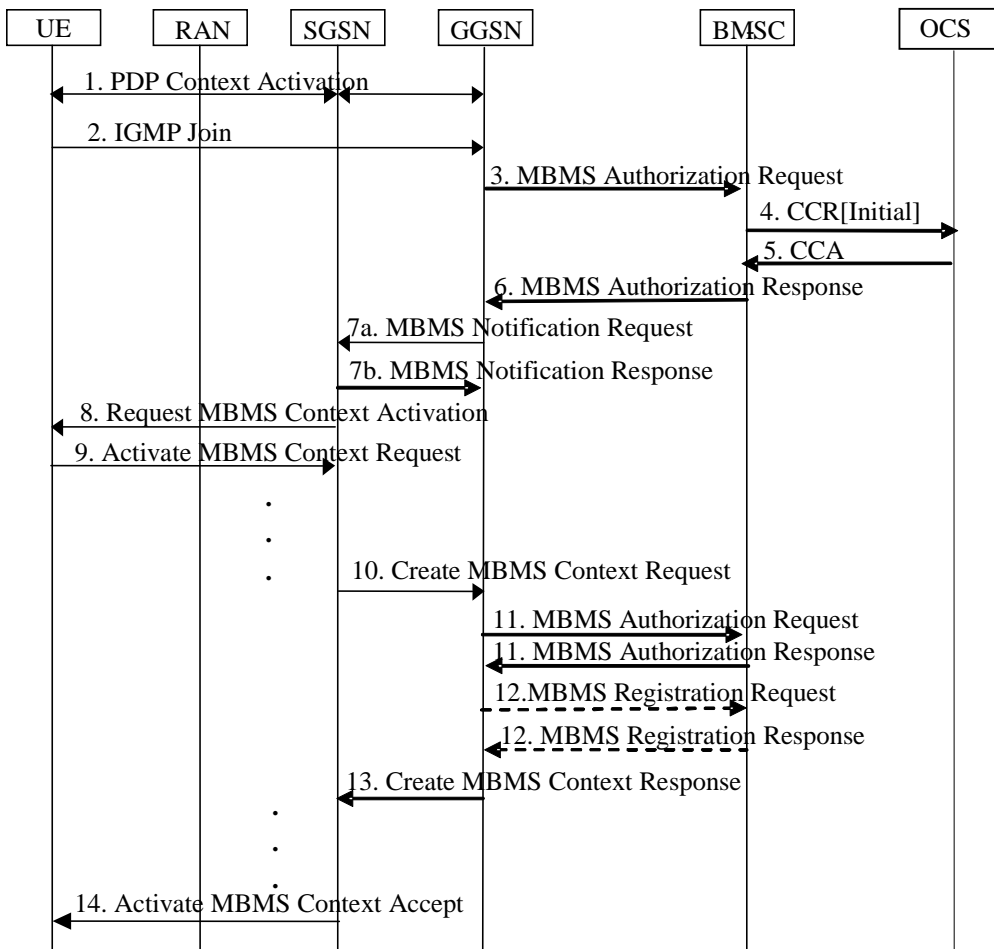 UE RAN SGSN GGSN BMSC OCS
1. PDP Context Activation
2. IGMP Join
3. MBMS Authorization Request
4. CCR[Initial]
5. CCA
6. MBMS Authorization Response
7a. MBMS Notification Request
7b. MBMS Notification Response
8. Request MBMS Context Activation
9. Activate MBMS Context Request
.
.
.
10. Create MBMS Context Request
11. MBMS Authorization Request
11. MBMS Authorization Response
12.MBMS Registration Request
12. MBMS Registration Response
13. Create MBMS Context Response
.
.
.
14. Activate MBMS Context Accept